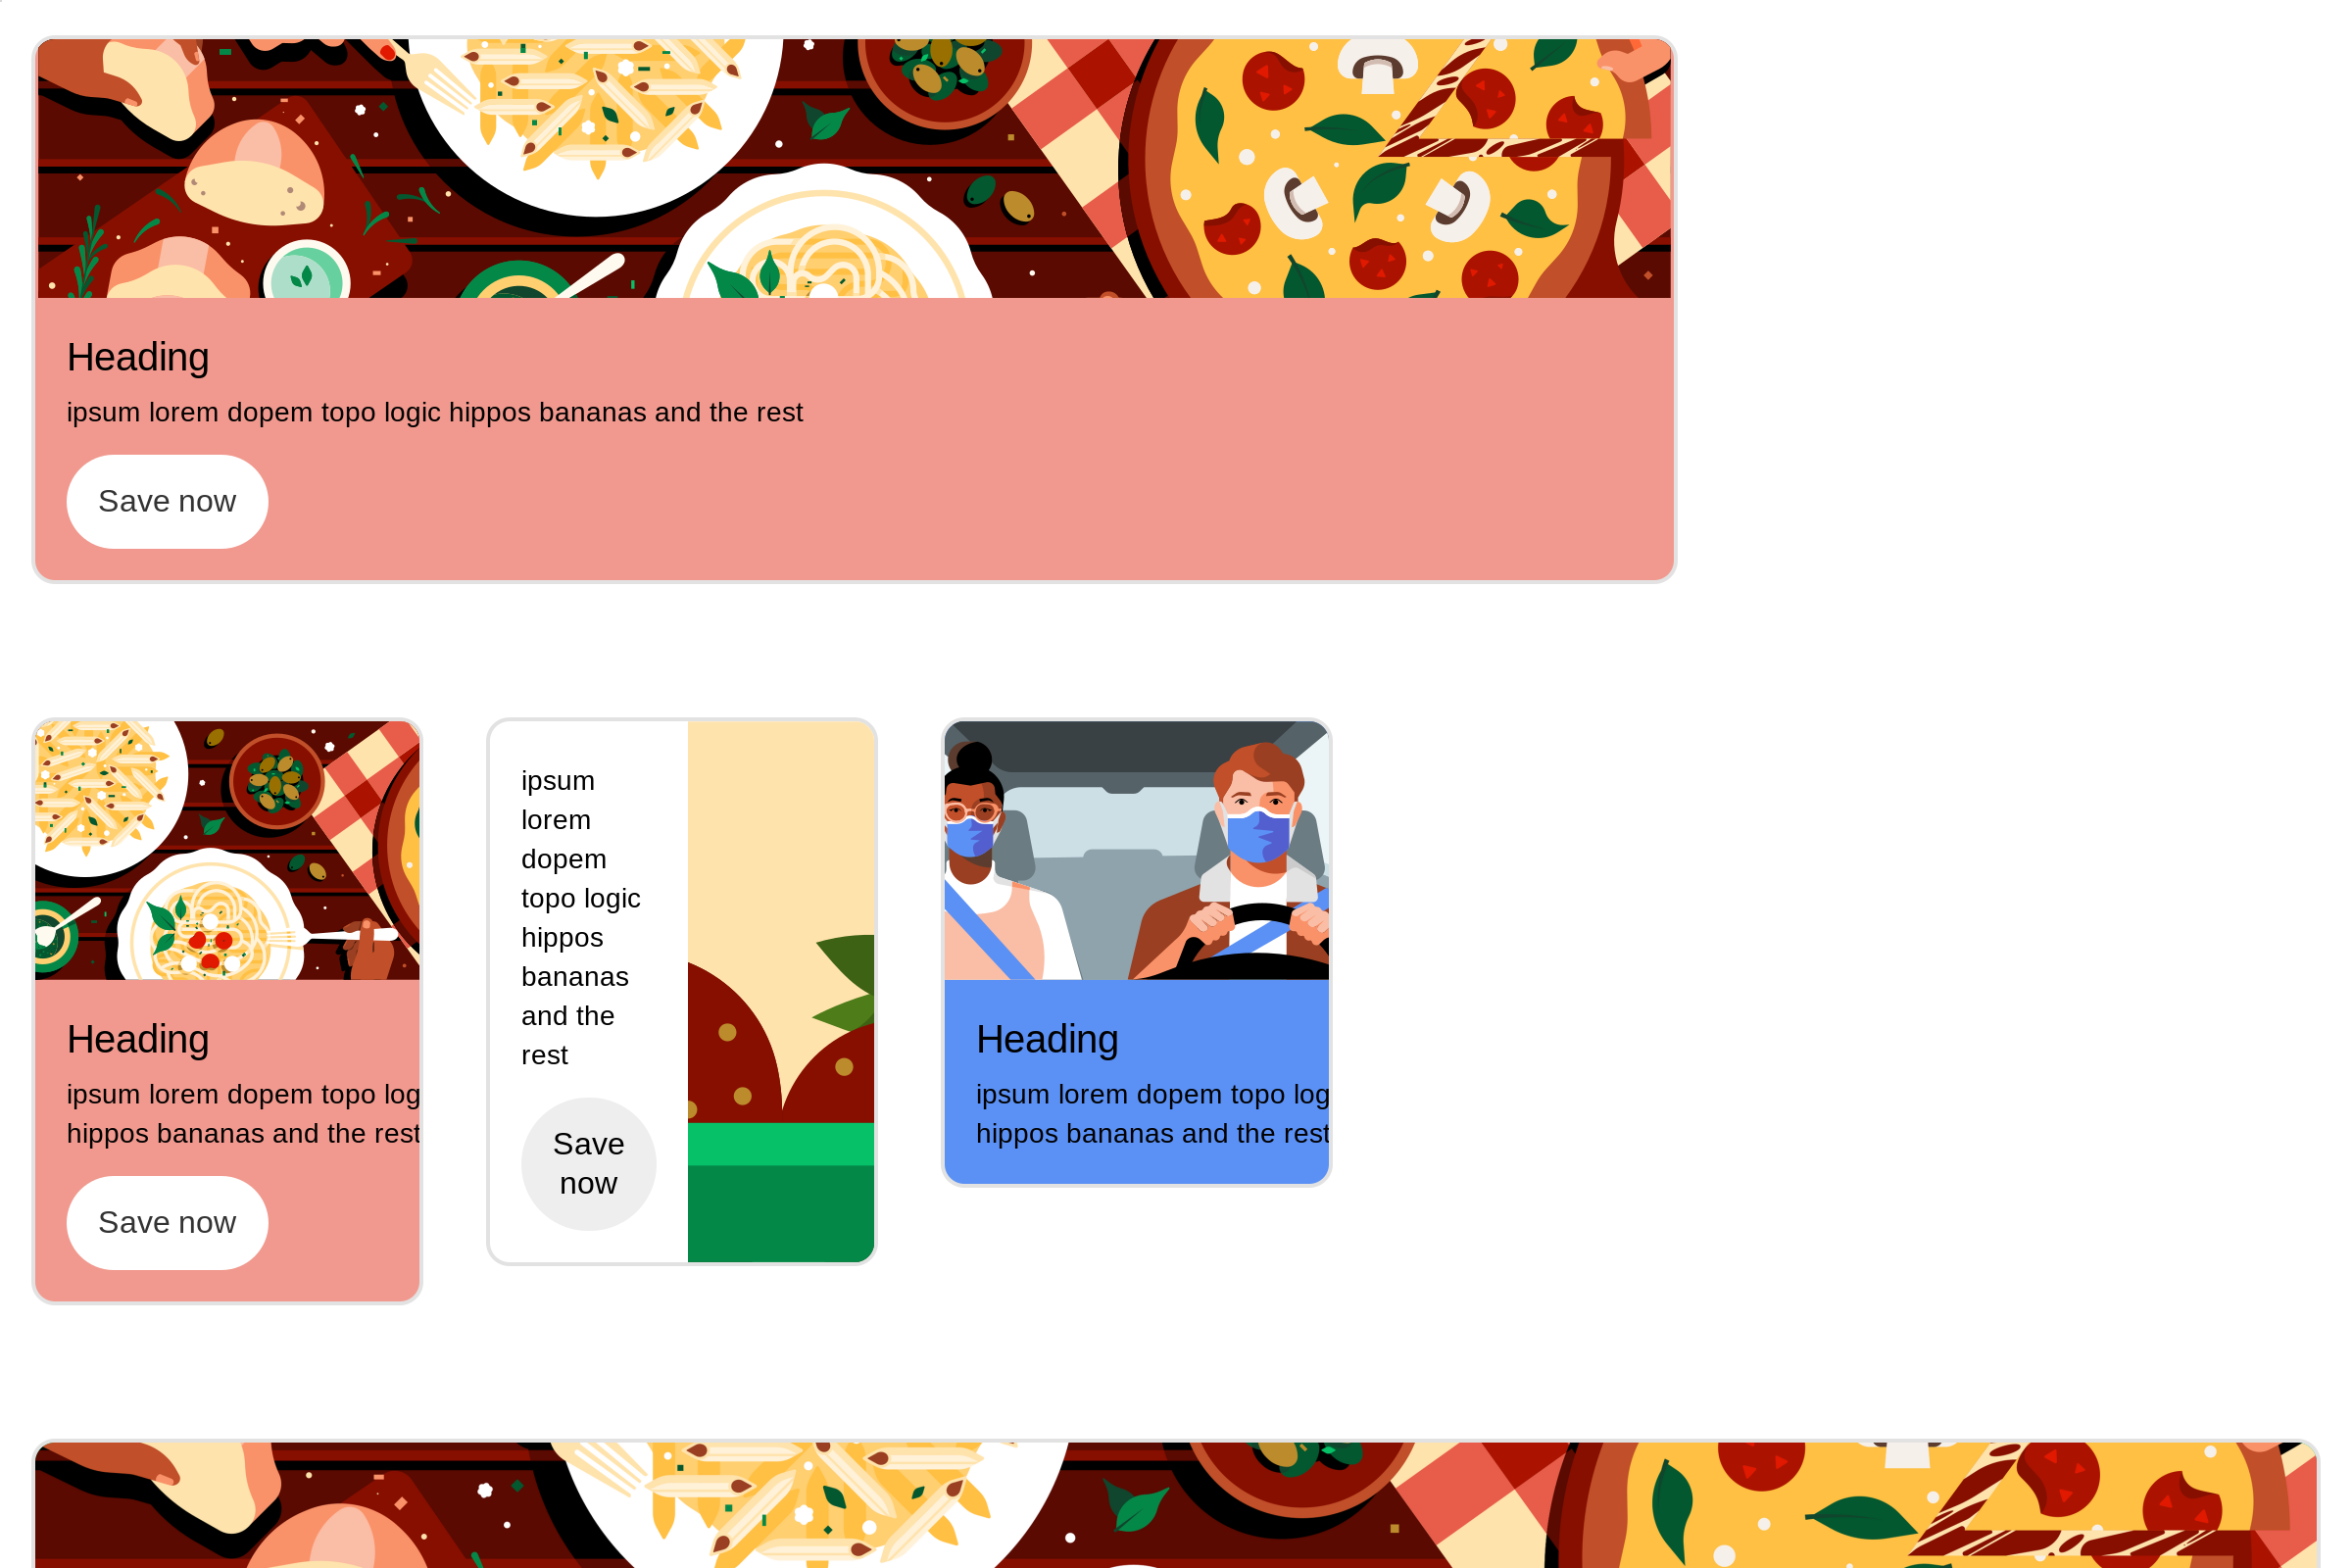 Heading
ipsum lorem dopem topo logic hippos bananas and the rest
Save now
Heading
ipsum lorem dopem topo log
hippos bananas and the rest
Save now
ipsum
lorem
dopem
topo logic
hippos
bananas
and the
rest
Save
now
Heading
ipsum lorem dopem topo log
hippos bananas and the rest